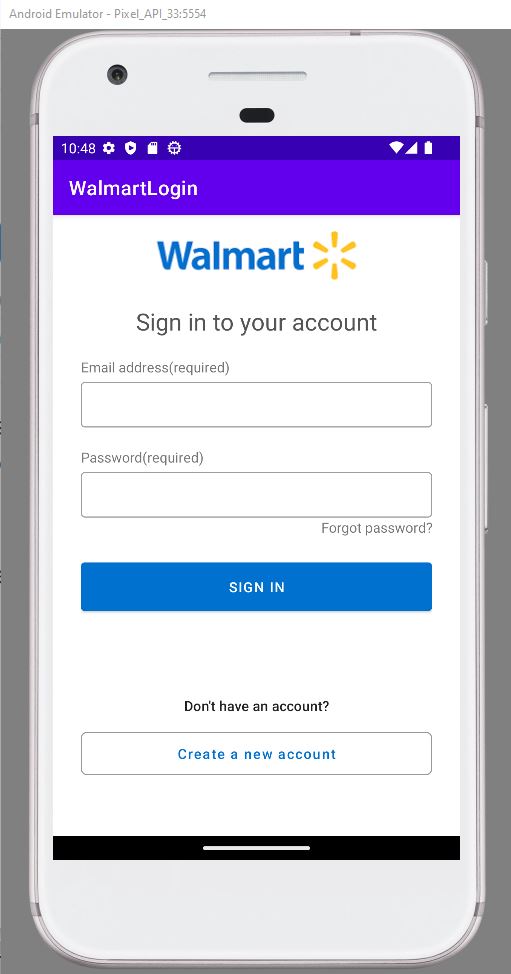 Android Emulator - Pixel_API_33:5554
10:48
WalmartLogin
Walmart
Sign in to your account
Email address(required)
Password(required)
Forgot password?
SIGN IN
Don't have an account?
Create a new account